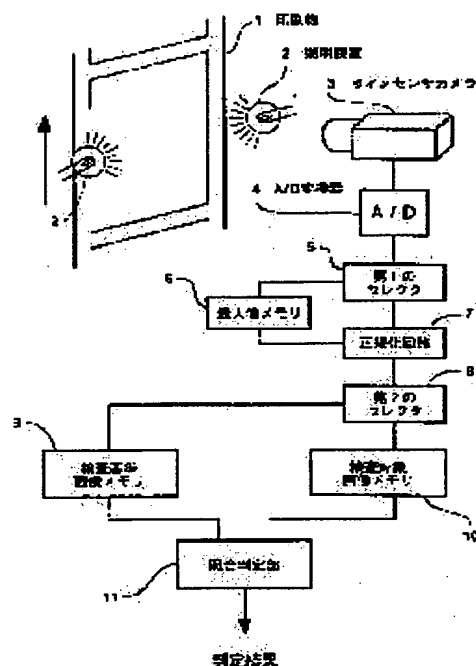 1 印刷物
2 照明装置
3 ラインセンサカメラ
2
4 A/D変換器
A/D
5
第1の
セレクタ
6
最大値メモリ
7
正規化回路
8
第2の
セレクタ
9
検査基準
画像メモリ
検査対象
画像メモリ
10
照合判定部
11
判定結果